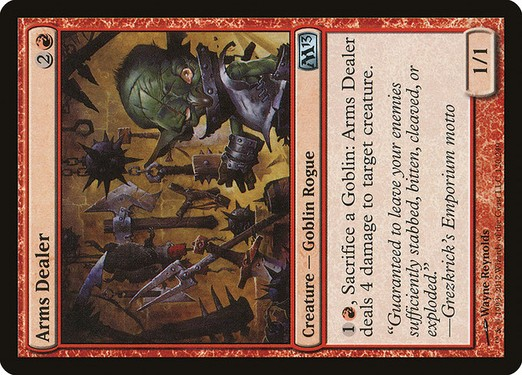 Arms Dealer 2
M13
Creature — Goblin Rogue
1, Sacrifice a Goblin: Arms Dealer
deals 4 damage to target creature.
"Guaranteed to leave your enemies
sufficiently stabbed, bitten, cleaved, or
exploded."
—Grezkrick's Emporium motto
1/1
Wayne Reynolds